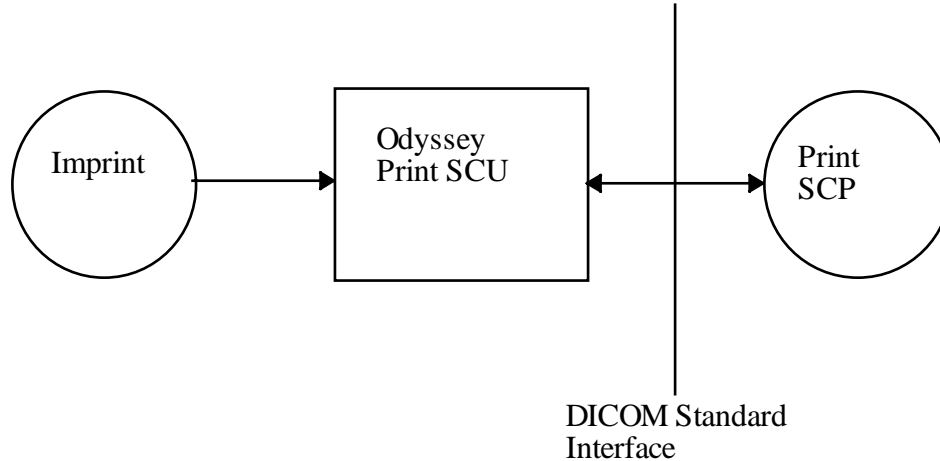 Imprint
Odyssey
Print SCU
Print
SCP
DICOM Standard
Interface